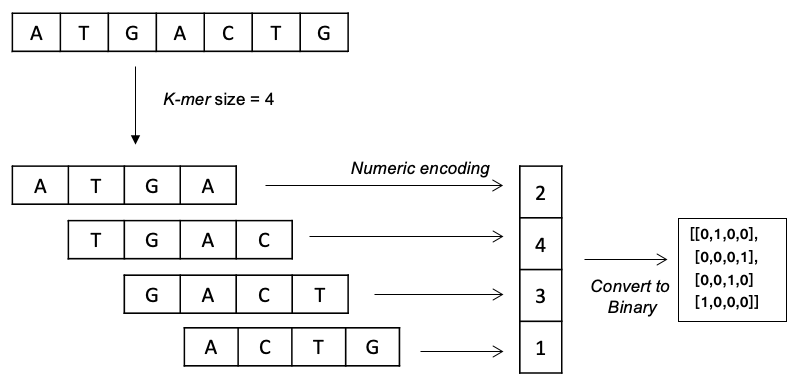 A T G A C T G
K-mer size = 4
Numeric encoding
A T G A
2
T G A C
4
G A C T
3
A C T G
1
Convert to
Binary
[[0,1,0,0],
[0,0,0,1],
[0,0,1,0]
[1,0,0,0]]